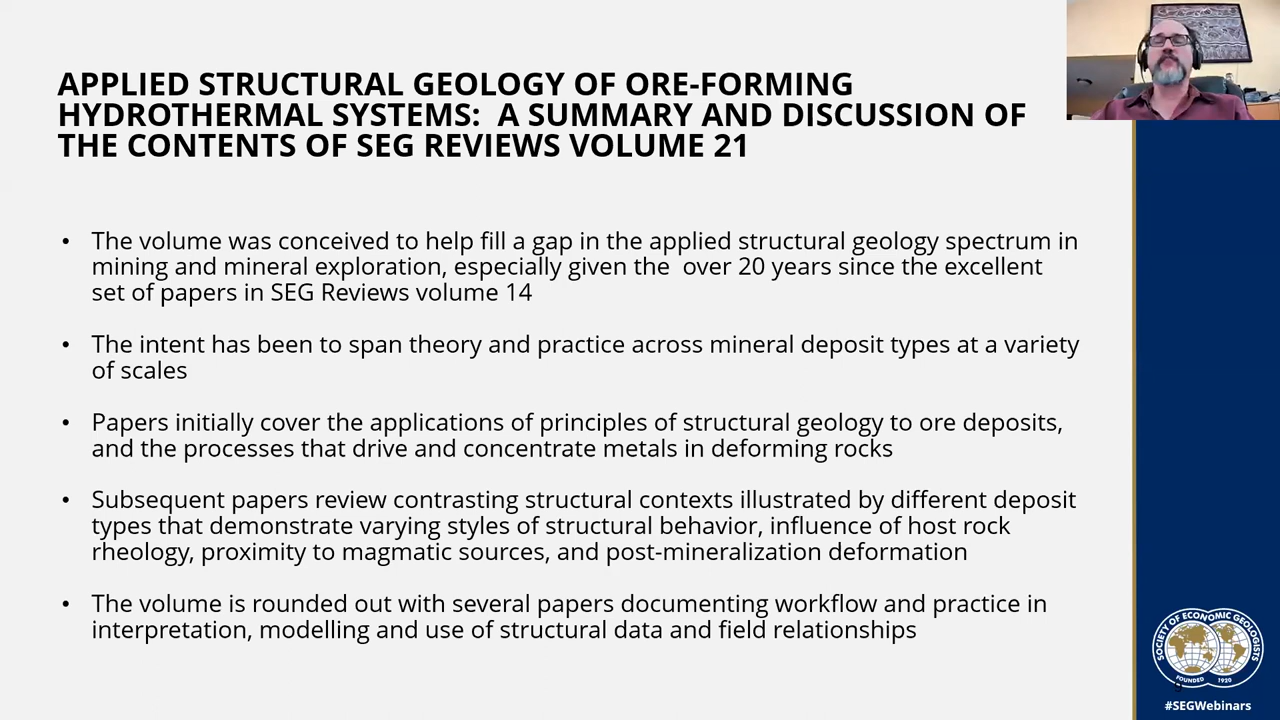 APPLIED STRUCTURAL GEOLOGY OF ORE-FORMING
HYDROTHERMAL SYSTEMS:  A SUMMARY AND DISCUSSION OF
THE CONTENTS OF SEG REVIEWS VOLUME 21
• The volume was conceived to help fill a gap in the applied structural geology spectrum in
mining and mineral exploration, especially given the  over 20 years since the excellent
set of papers in SEG Reviews volume 14
• The intent has been to span theory and practice across mineral deposit types at a variety
of scales
• Papers initially cover the applications of principles of structural geology to ore deposits,
and the processes that drive and concentrate metals in deforming rocks
• Subsequent papers review contrasting structural contexts illustrated by different deposit
types that demonstrate varying styles of structural behavior, influence of host rock
rheology, proximity to magmatic sources, and post-mineralization deformation
• The volume is rounded out with several papers documenting workflow and practice in
interpretation, modelling and use of structural data and field relationships
SOCIETY OF ECONOMIC GEOLOGISTS
FOUNDED 1920
#SEGWebinars